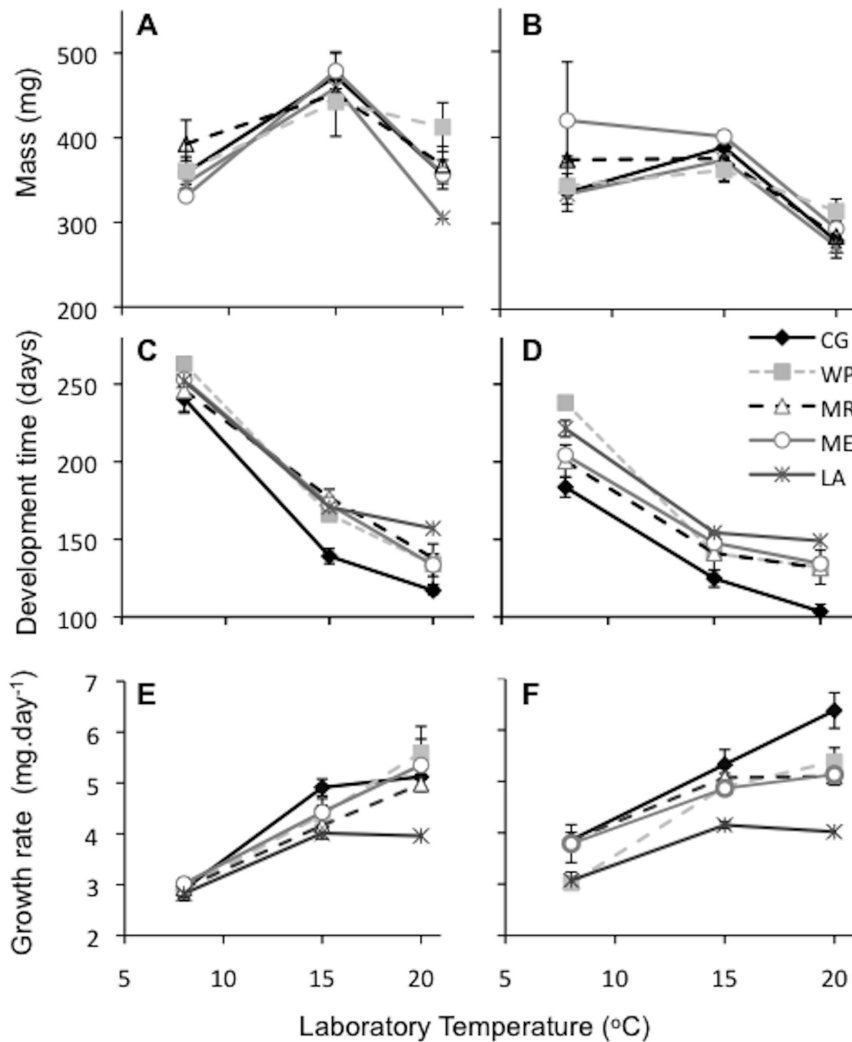 A
B
Mass (mg)
500
400
300
200
C
D
Development time (days)
250
200
150
100
CG
WP
MR
ME
LA
E
F
Growth rate (mg.day⁻¹)
7
6
5
4
3
2
5
10
15
20
5
10
15
20
Laboratory Temperature (ᵒC)